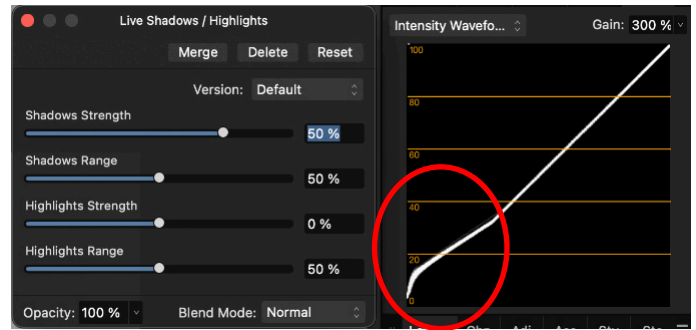 Live Shadows / Highlights
Merge Delete Reset
Version: Default
Shadows Strength
50 %
Shadows Range
50 %
Highlights Strength
0 %
Highlights Range
50 %
Opacity: 100 % Blend Mode: Normal
Intensity Wavefo... Gain: 300 %
100
80
60
40
20
0